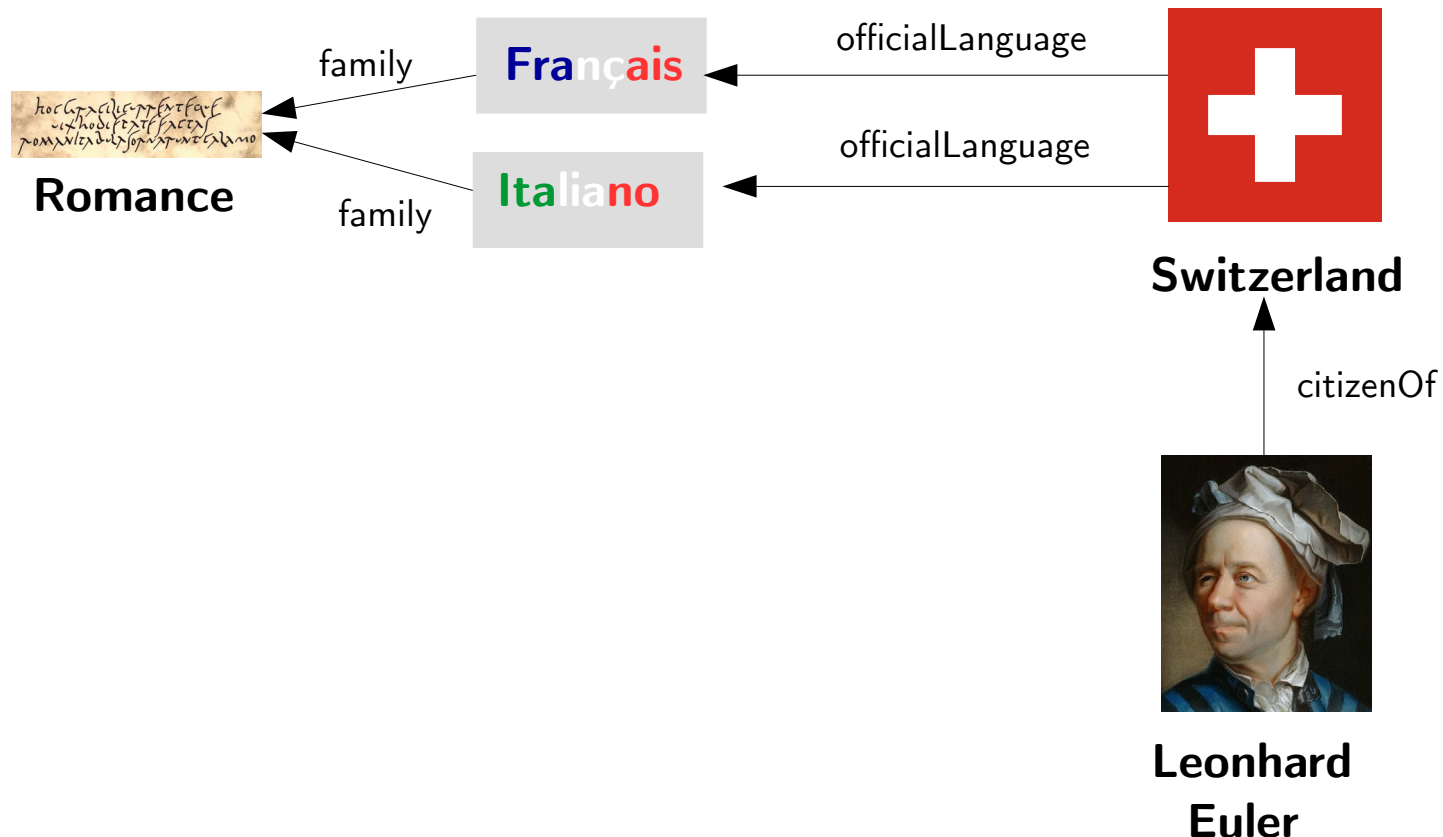 family
Français
officialLanguage
Romance
family
Italiano
officialLanguage
Switzerland
citizenOf
Leonhard
Euler